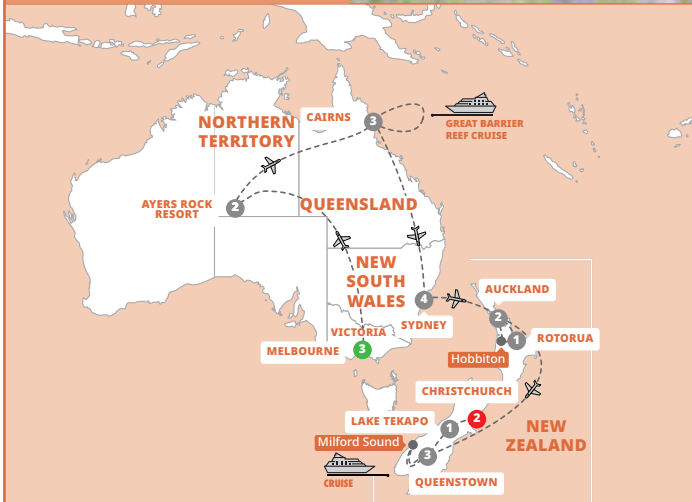 CAIRNS
3
GREAT BARRIER
REEF CRUISE
NORTHERN
TERRITORY
AYERS ROCK
RESORT
2
QUEENSLAND
NEW
SOUTH
WALES
4
SYDNEY
VICTORIA
MELBOURNE
3
AUCKLAND
2
1
ROTORUA
Hobbiton
CHRISTCHURCH
2
LAKE TEKAPO
1
Milford Sound
3
NEW
ZEALAND
CRUISE
QUEENSTOWN